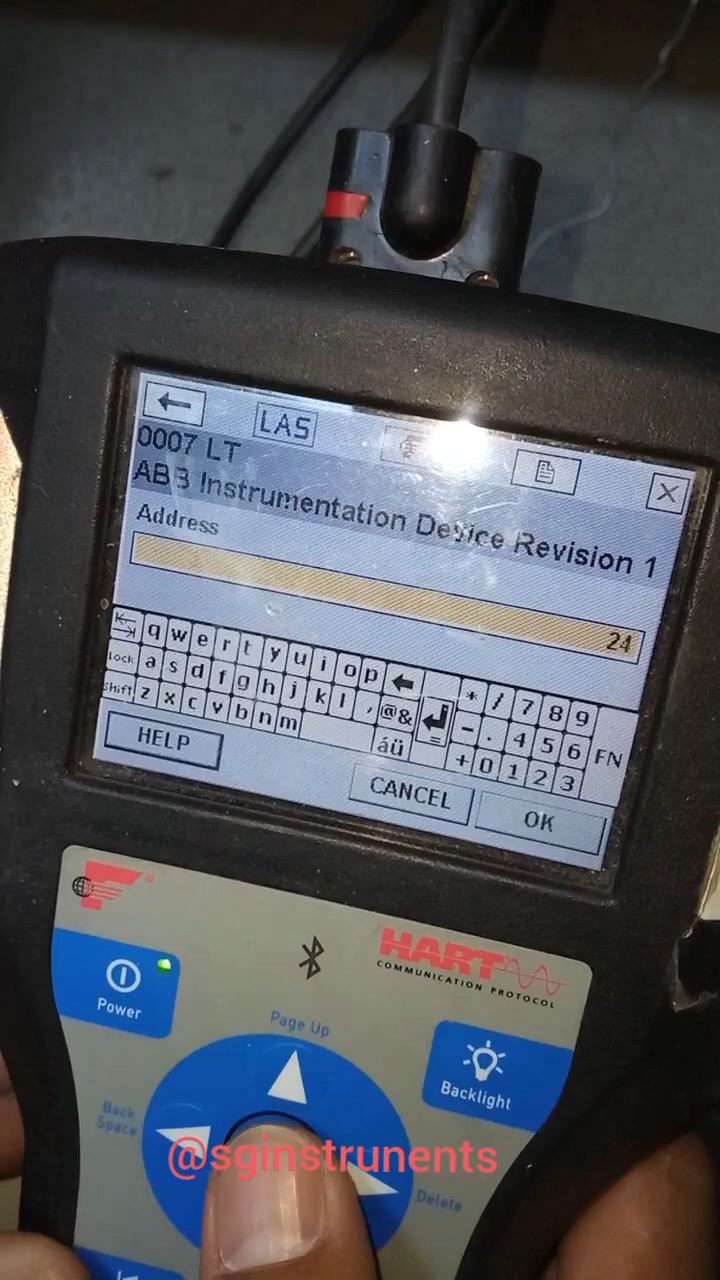 LAS
0007 LT
ABB Instrumentation Device Revision 1
Address
24
q w e r t y u i o p * / 7 8 9
Lock a s d f g h j k l , @& - . 4 5 6 FN
Shift z x c v b n m áü = + 0 1 2 3
HELP
CANCEL
OK
HART
COMMUNICATION PROTOCOL
Power
Page Up
Backlight
Back
Space
@sginstrunents
Delete